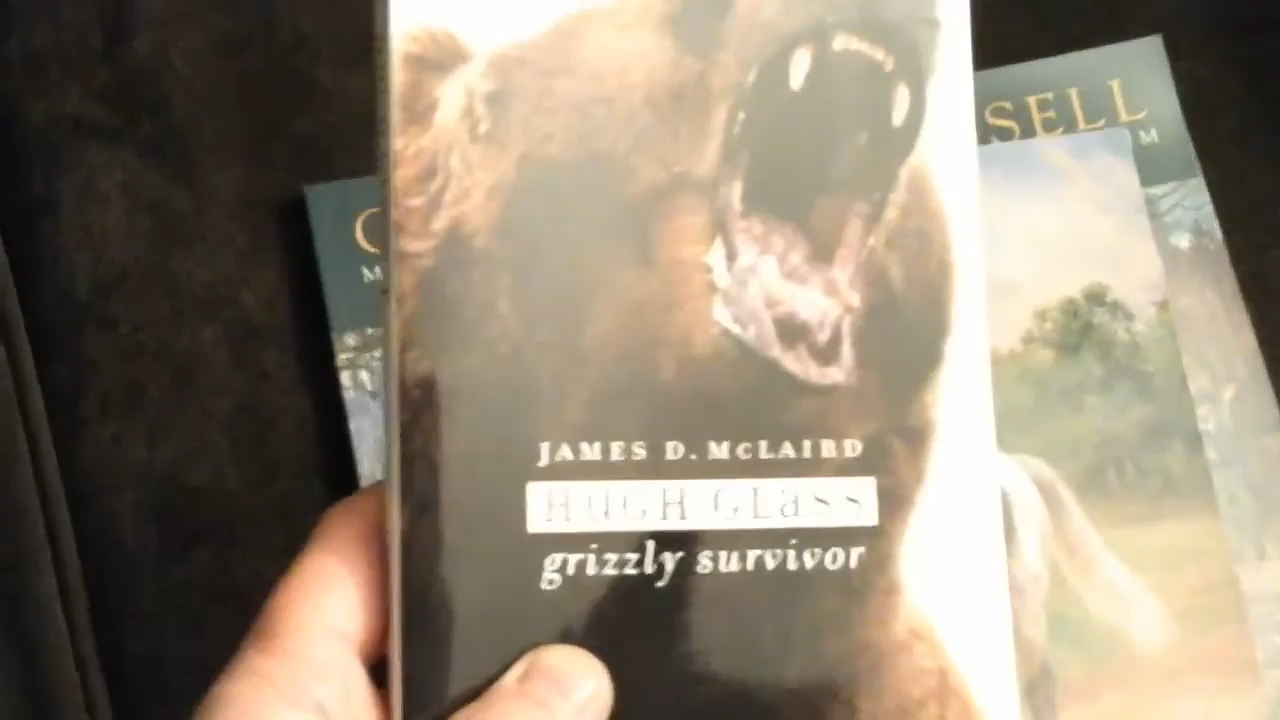 SELL
M
C
M
JAMES D. McLAIRD
HUGH GLass
grizzly survivor